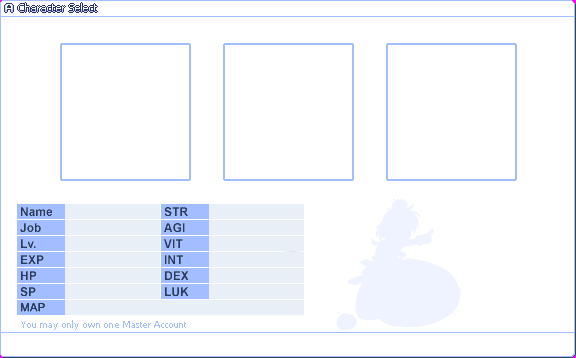 Character Select
Name STR
Job AGI
Lv. VIT
EXP INT
HP DEX
SP LUK
MAP
You may only own one Master Account